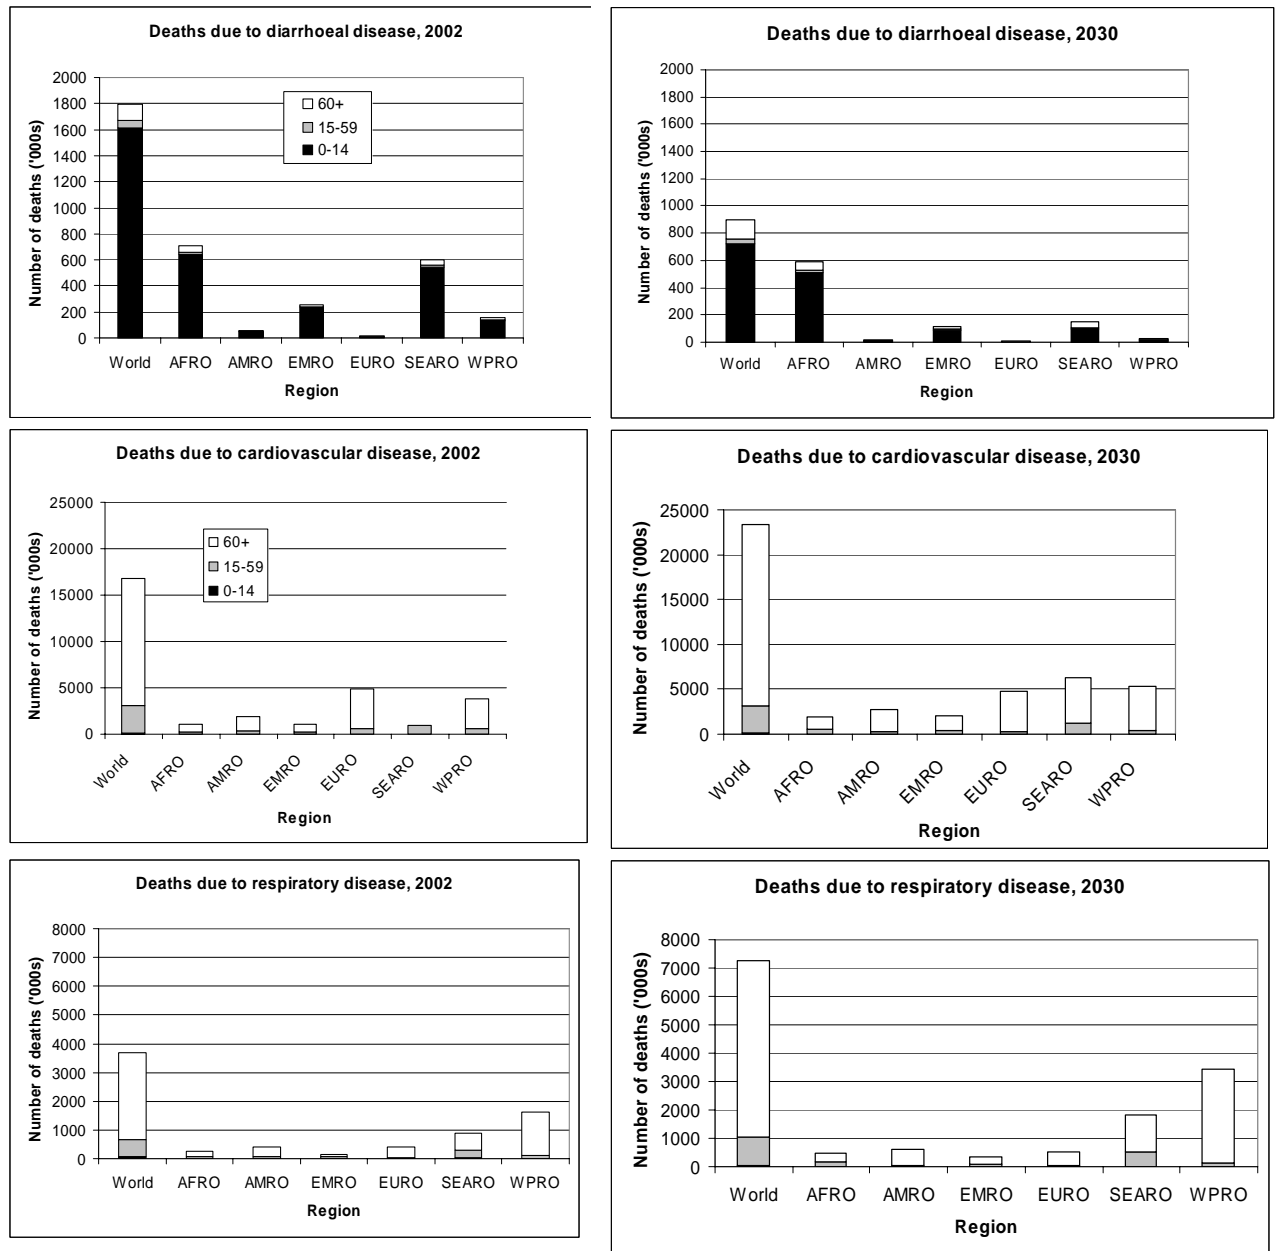 Deaths due to diarrhoeal disease, 2002
Number of deaths ('000s)
2000
1800
1600
1400
1200
1000
800
600
400
200
0
60+
15-59
0-14
World AFRO AMRO EMRO EURO SEARO WPRO
Region
Deaths due to diarrhoeal disease, 2030
Number of deaths ('000s)
2000
1800
1600
1400
1200
1000
800
600
400
200
0
World AFRO AMRO EMRO EURO SEARO WPRO
Region
Deaths due to cardiovascular disease, 2002
Number of deaths ('000s)
25000
20000
15000
10000
5000
0
60+
15-59
0-14
World AFRO AMRO EMRO EURO SEARO WPRO
Region
Deaths due to cardiovascular disease, 2030
Number of deaths ('000s)
25000
20000
15000
10000
5000
0
World AFRO AMRO EMRO EURO SEARO WPRO
Region
Deaths due to respiratory disease, 2002
Number of deaths ('000s)
8000
7000
6000
5000
4000
3000
2000
1000
0
World AFRO AMRO EMRO EURO SEARO WPRO
Region
Deaths due to respiratory disease, 2030
Number of deaths ('000s)
8000
7000
6000
5000
4000
3000
2000
1000
0
World AFRO AMRO EMRO EURO SEARO WPRO
Region